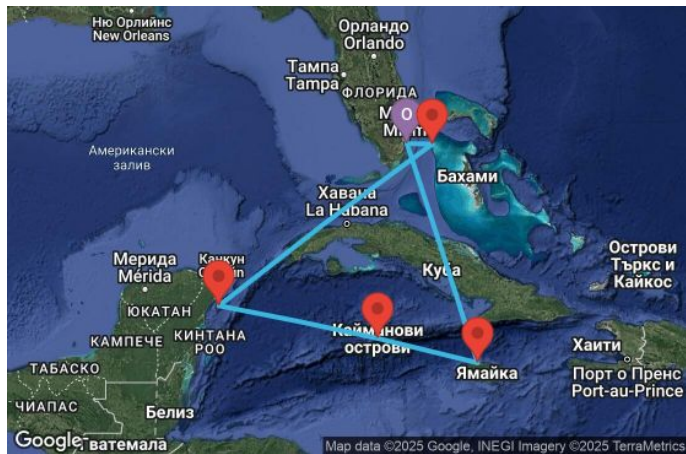 Ню Орлийнс
New Orleans
Орландо
Orlando
Тампа
Tampa
ФЛОРИДА
O
Американски
залив
Бахами
Хавана
La Habana
Мерида
Mérida
Куба
Острови
Търкс и
Кайкос
ЮКАТАН
КАМПЕЧЕ
КИНТАНА
РОО
Кайманови
острови
Хаити
ТАБАСКО
Ямайка
Порт о Пренс
Port-au-Prince
ЧИАПАС
Белиз
Google
Гватемала
Map data ©2025 Google, INEGI Imagery ©2025 TerraMetrics